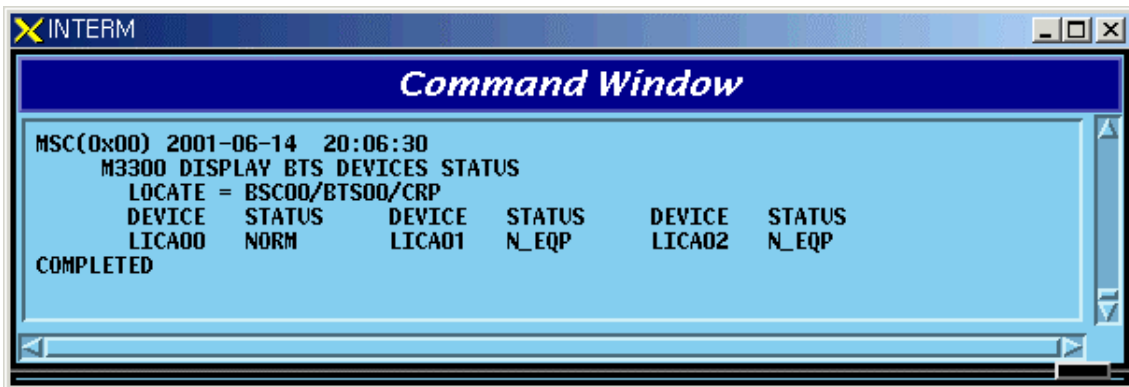 INTERM
Command Window
MSC(0x00) 2001-06-14 20:06:30
M3300 DISPLAY BTS DEVICES STATUS
LOCATE = BSC00/BTS00/CRP
DEVICE STATUS DEVICE STATUS DEVICE STATUS
LICA00 NORM LICA01 N_EQP LICA02 N_EQP
COMPLETED